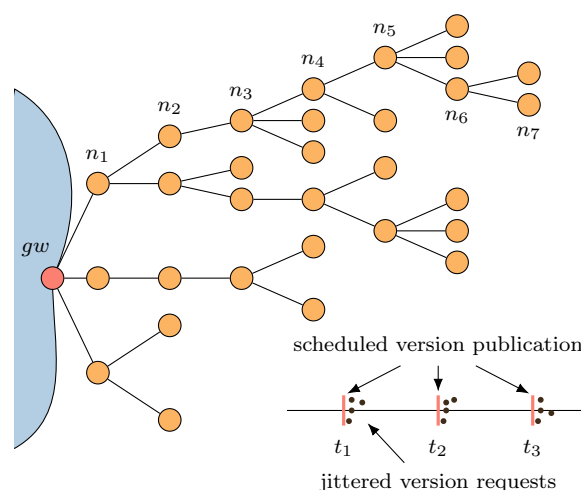 n5
n4
n3
n2
n1
n6
n7
gw
scheduled version publication
t1
t2
t3
jittered version requests